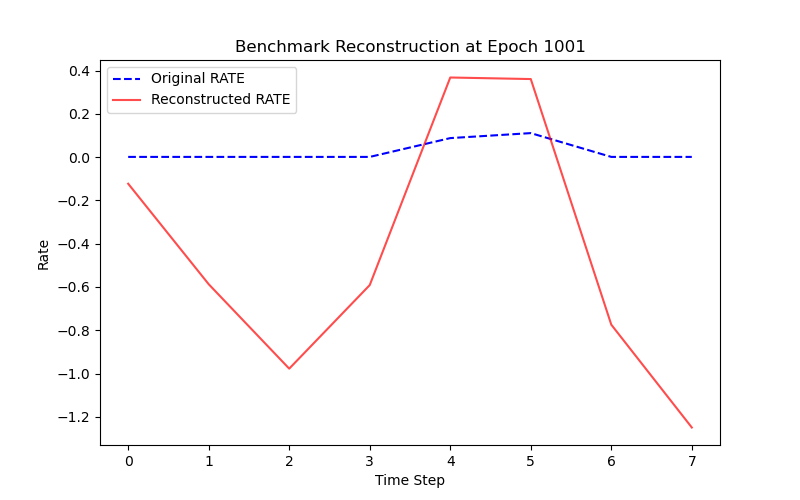 Benchmark Reconstruction at Epoch 1001
Original RATE
Reconstructed RATE
0.4
0.2
0.0
−0.2
−0.4
−0.6
−0.8
−1.0
−1.2
Rate
0 1 2 3 4 5 6 7
Time Step